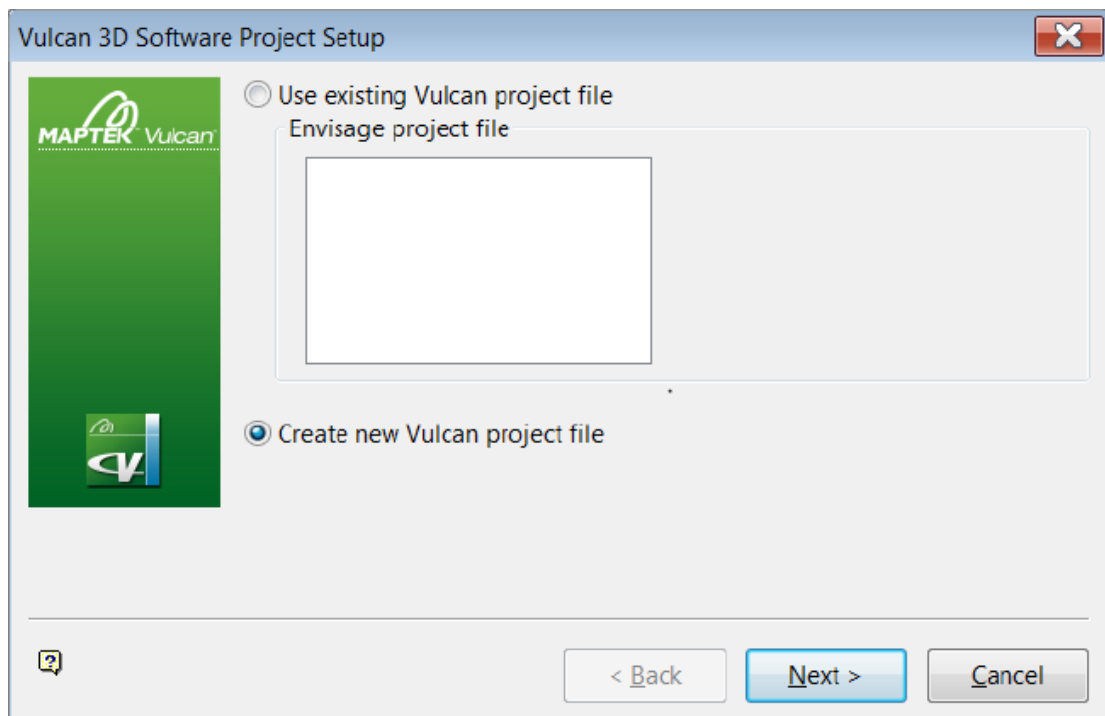 Vulcan 3D Software Project Setup
Use existing Vulcan project file
Envisage project file
MAPTEK Vulcan
Create new Vulcan project file
CV
< Back
Next >
Cancel